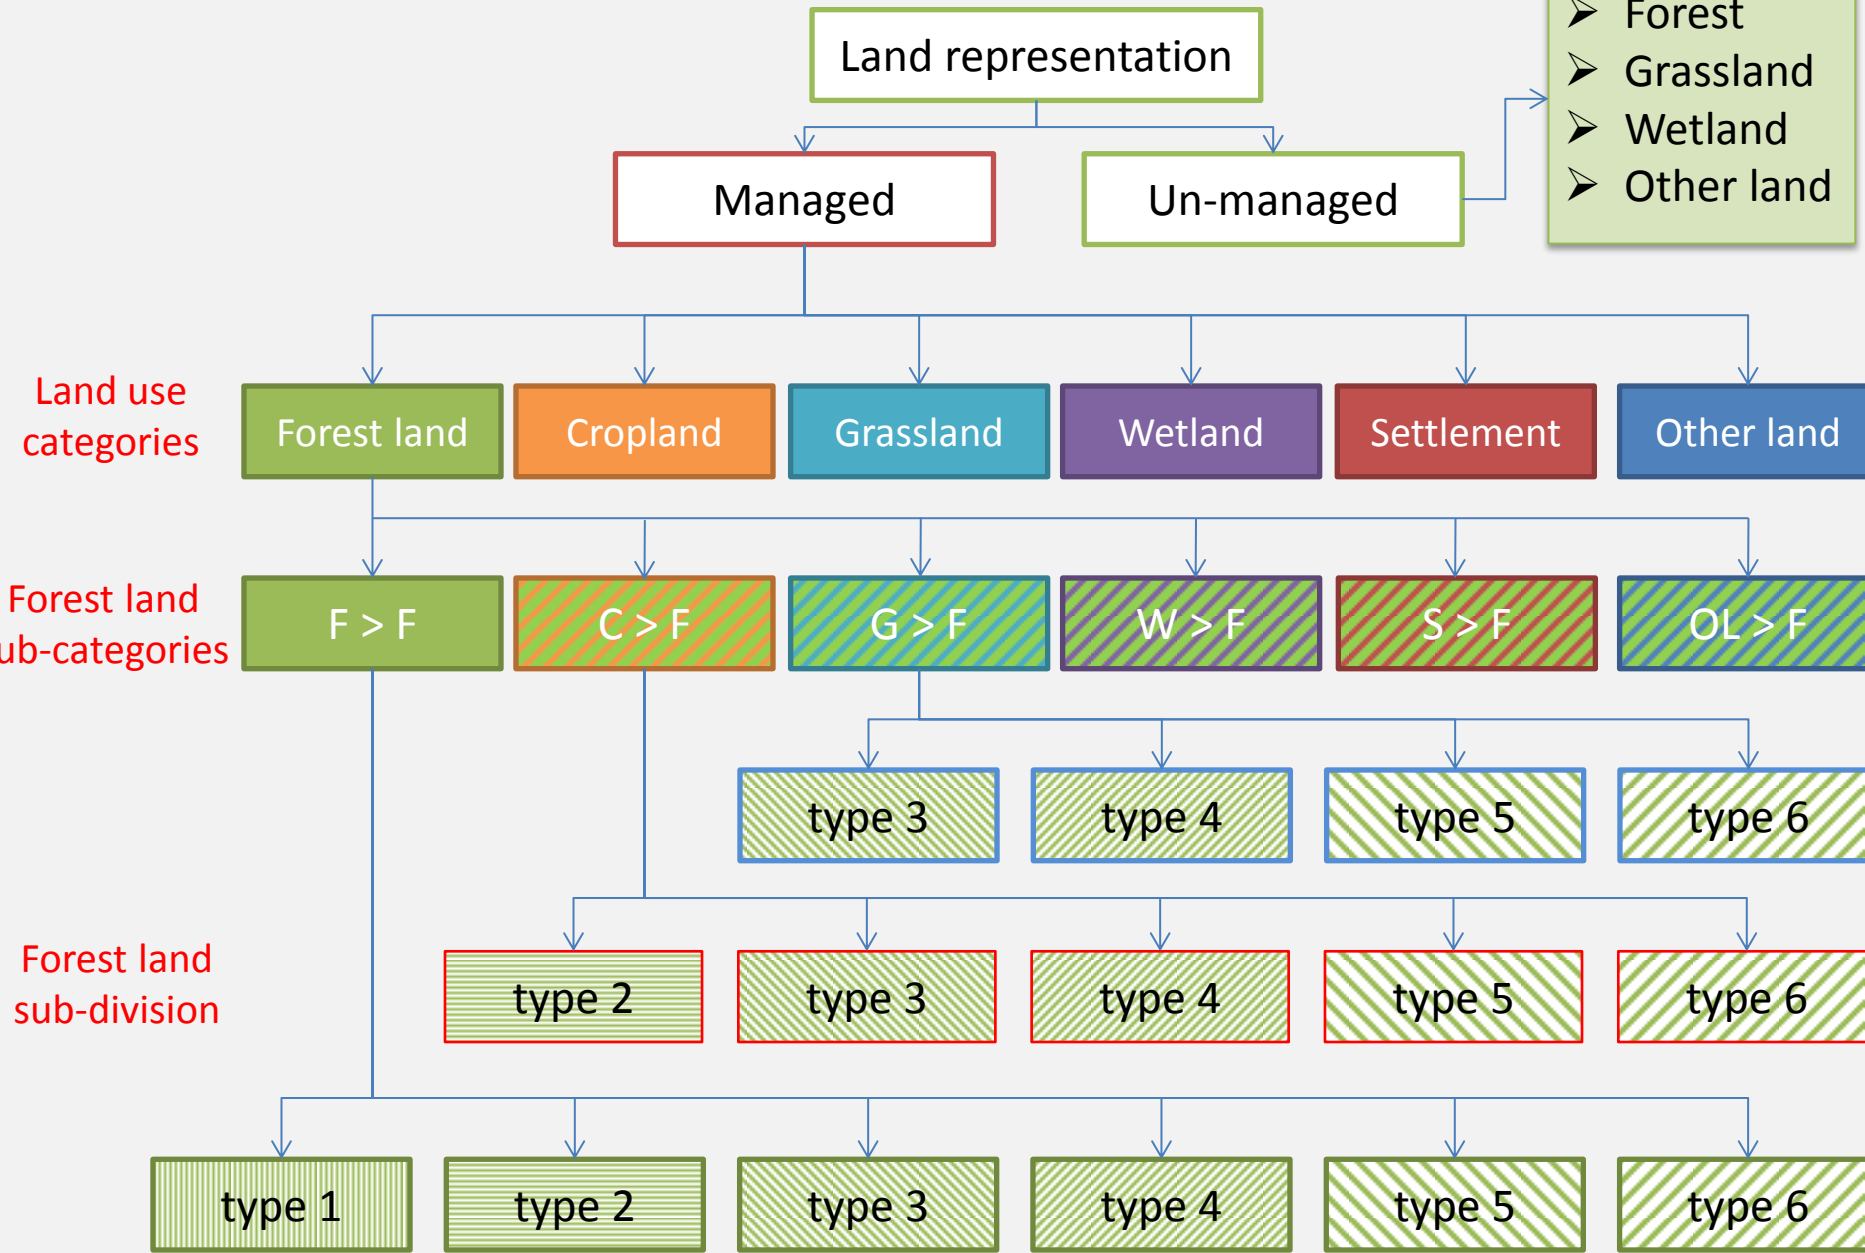 Land representation
➢ Forest
➢ Grassland
➢ Wetland
➢ Other land
Managed
Un-managed
Land use
categories
Forest land
Cropland
Grassland
Wetland
Settlement
Other land
Forest land
ub-categories
F > F
C > F
G > F
W > F
S > F
OL > F
type 3
type 4
type 5
type 6
Forest land
sub-division
type 2
type 3
type 4
type 5
type 6
type 1
type 2
type 3
type 4
type 5
type 6